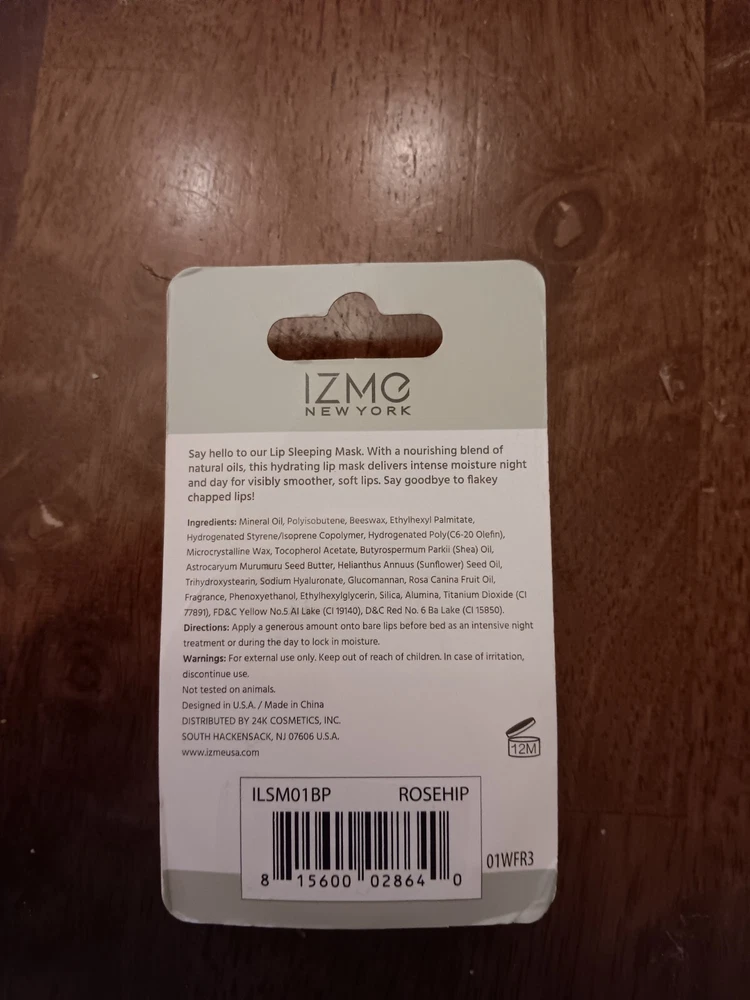 IZME
NEW YORK
Say hello to our Lip Sleeping Mask. With a nourishing blend of
natural oils, this hydrating lip mask delivers intense moisture night
and day for visibly smoother, soft lips. Say goodbye to flakey
chapped lips!
Ingredients: Mineral Oil, Polyisobutene, Beeswax, Ethylhexyl Palmitate,
Hydrogenated Styrene/Isoprene Copolymer, Hydrogenated Poly(C6-20 Olefin),
Microcrystalline Wax, Tocopherol Acetate, Butyrospermum Parkii (Shea) Oil,
Astrocaryum Murumuru Seed Butter, Helianthus Annuus (Sunflower) Seed Oil,
Trihydroxystearin, Sodium Hyaluronate, Glucomannan, Rosa Canina Fruit Oil,
Fragrance, Phenoxyethanol, Ethylhexylglycerin, Silica, Alumina, Titanium Dioxide (CI
77891), FD&C Yellow No.5 Al Lake (CI 19140), D&C Red No. 6 Ba Lake (CI 15850).
Directions: Apply a generous amount onto bare lips before bed as an intensive night
treatment or during the day to lock in moisture.
Warnings: For external use only. Keep out of reach of children. In case of irritation,
discontinue use.
Not tested on animals.
Designed in U.S.A. / Made in China
DISTRIBUTED BY 24K COSMETICS, INC.
SOUTH HACKENSACK, NJ 07606 U.S.A.
www.izmeusa.com
12M
ILSM01BP ROSEHIP
01WFR3
8 15600 02864 0